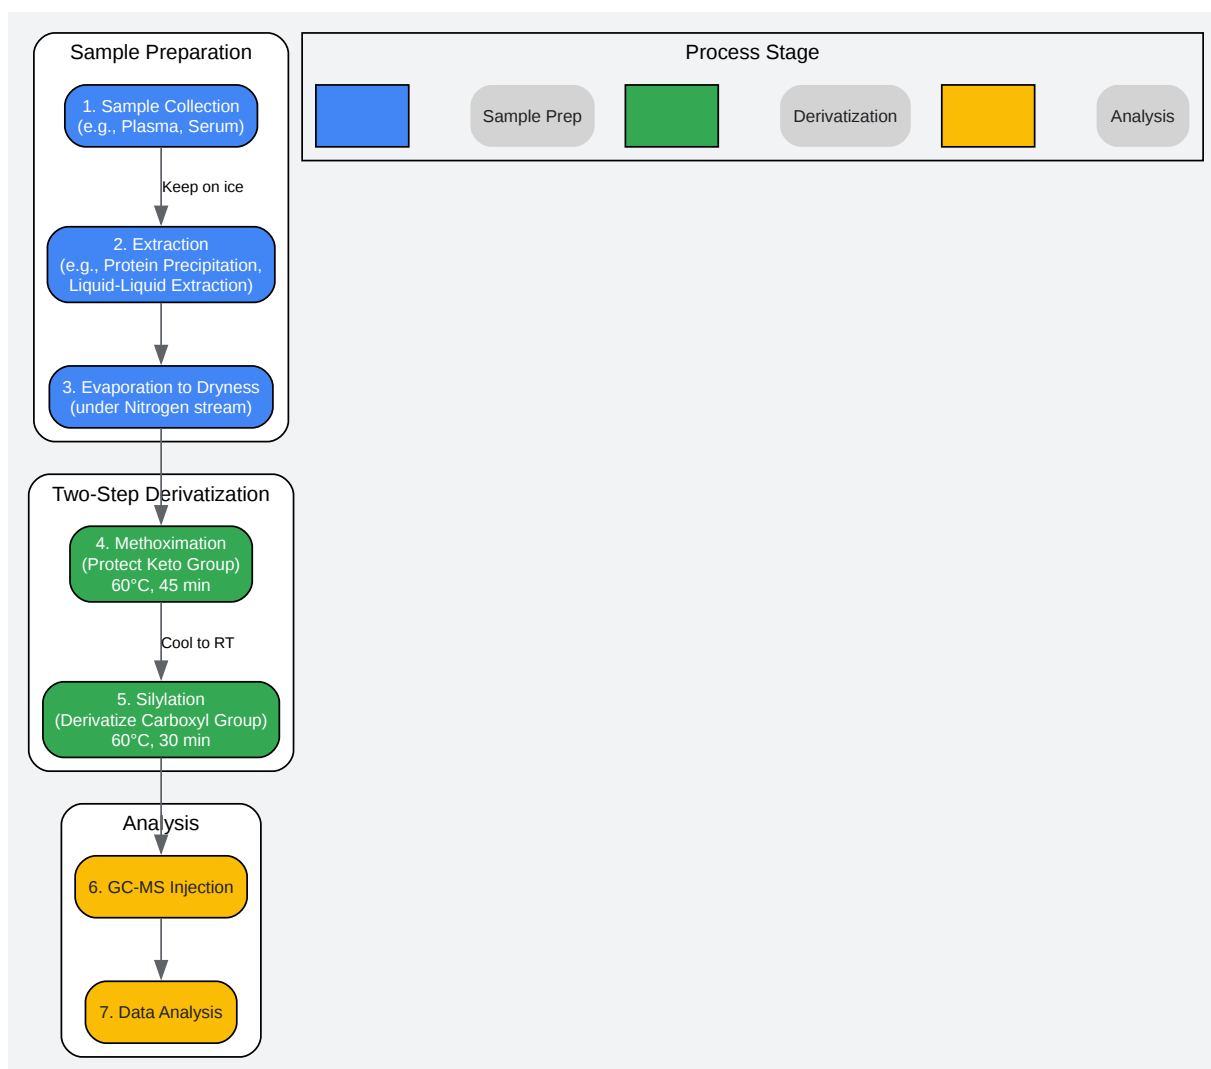 Sample Preparation
1. Sample Collection
(e.g., Plasma, Serum)
Keep on ice
2. Extraction
(e.g., Protein Precipitation,
Liquid-Liquid Extraction)
3. Evaporation to Dryness
(under Nitrogen stream)
Two-Step Derivatization
4. Methoximation
(Protect Keto Group)
60°C, 45 min
Cool to RT
5. Silylation
(Derivatize Carboxyl Group)
60°C, 30 min
Analysis
6. GC-MS Injection
7. Data Analysis
Process Stage
Sample Prep
Derivatization
Analysis